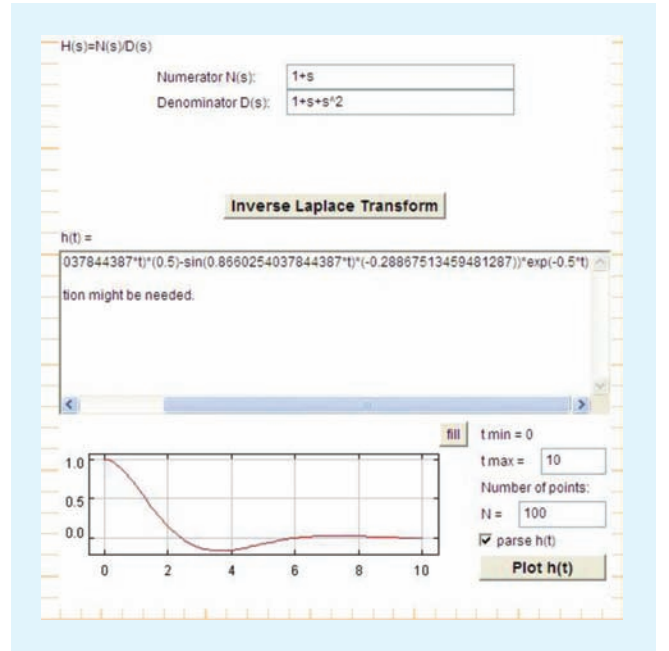 H(s)=N(s)/D(s)
Numerator N(s): 1+s
Denominator D(s): 1+s+s^2
Inverse Laplace Transform
h(t) =
037844387*t)*(0.5)-sin(0.8660254037844387*t)*(-0.28867513459481287))*exp(-0.5*t)
tion might be needed.
fill
t min = 0
t max = 10
Number of points:
N = 100
parse h(t)
Plot h(t)
1.0
0.5
0.0
0 2 4 6 8 10